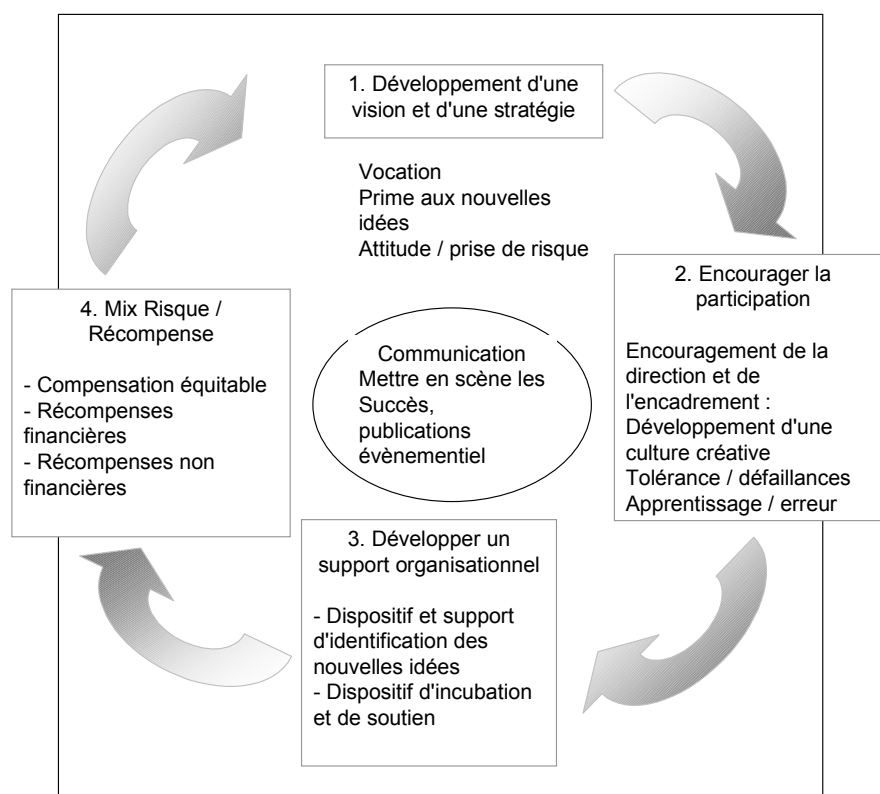 1. Développement d'une
vision et d'une stratégie
Vocation
Prime aux nouvelles
idées
Attitude / prise de risque
2. Encourager la
participation
Encouragement de la
direction et de
l'encadrement :
Développement d'une
culture créative
Tolérance / défaillances
Apprentissage / erreur
3. Développer un
support organisationnel
- Dispositif et support
d'identification des
nouvelles idées
- Dispositif d'incubation
et de soutien
4. Mix Risque /
Récompense
- Compensation équitable
- Récompenses
financières
- Récompenses non
financières
Communication
Mettre en scène les
Succès,
publications
évènementiel